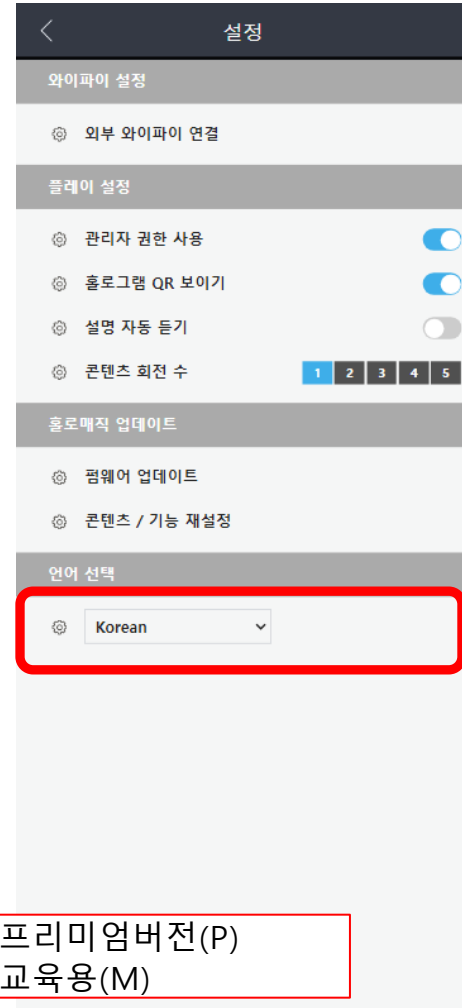 설정
와이파이 설정
외부 와이파이 연결
플레이 설정
관리자 권한 사용
홀로그램 QR 보이기
설명 자동 듣기
콘텐츠 회전 수 1 2 3 4 5
홀로매직 업데이트
펌웨어 업데이트
콘텐츠 / 기능 재설정
언어 선택
Korean
프리미엄버전(P)
교육용(M)